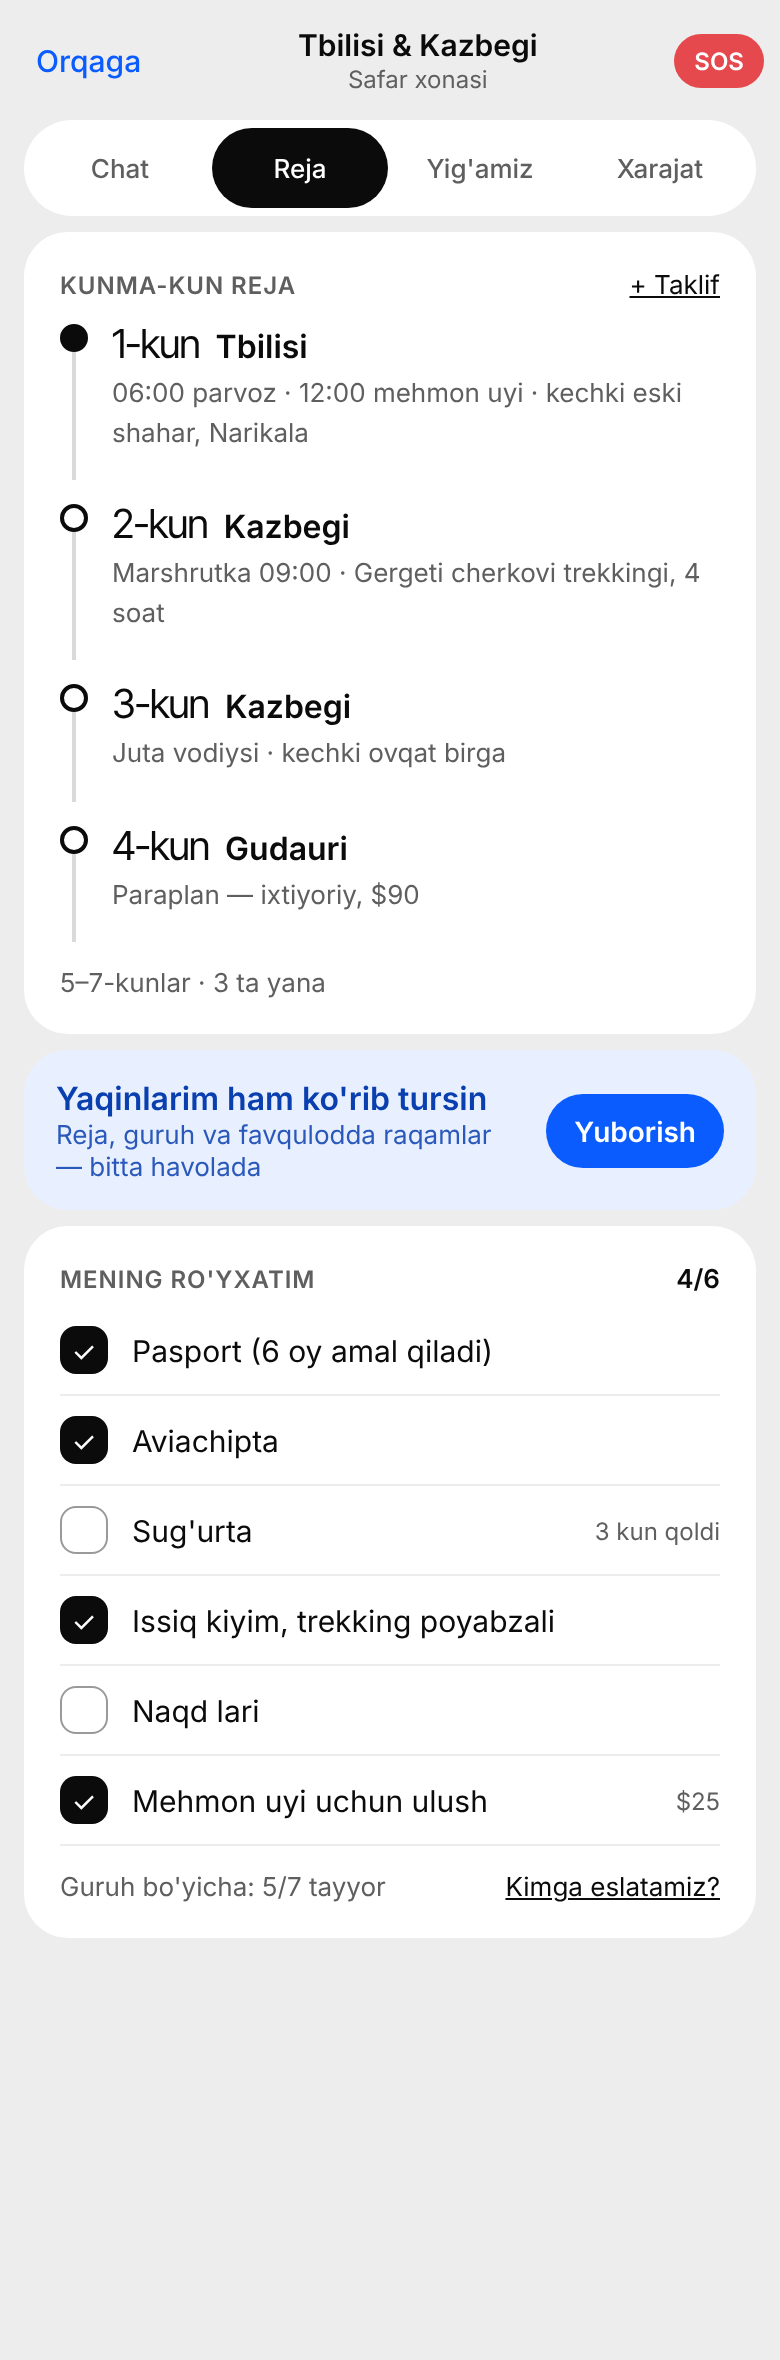 Orqaga
Tbilisi & Kazbegi
Safar xonasi
SOS
Chat
Reja
Yig'amiz
Xarajat
KUNMA-KUN REJA
+ Taklif
1-kun Tbilisi
06:00 parvoz · 12:00 mehmon uyi · kechki eski
shahar, Narikala
2-kun Kazbegi
Marshrutka 09:00 · Gergeti cherkovi trekkingi, 4
soat
3-kun Kazbegi
Juta vodiysi · kechki ovqat birga
4-kun Gudauri
Paraplan — ixtiyoriy, $90
5–7-kunlar · 3 ta yana
Yaqinlarim ham ko'rib tursin
Reja, guruh va favqulodda raqamlar
— bitta havolada
Yuborish
MENING RO'YXATIM
4/6
Pasport (6 oy amal qiladi)
Aviachipta
Sug'urta
3 kun qoldi
Issiq kiyim, trekking poyabzali
Naqd lari
Mehmon uyi uchun ulush
$25
Guruh bo'yicha: 5/7 tayyor
Kimga eslatamiz?